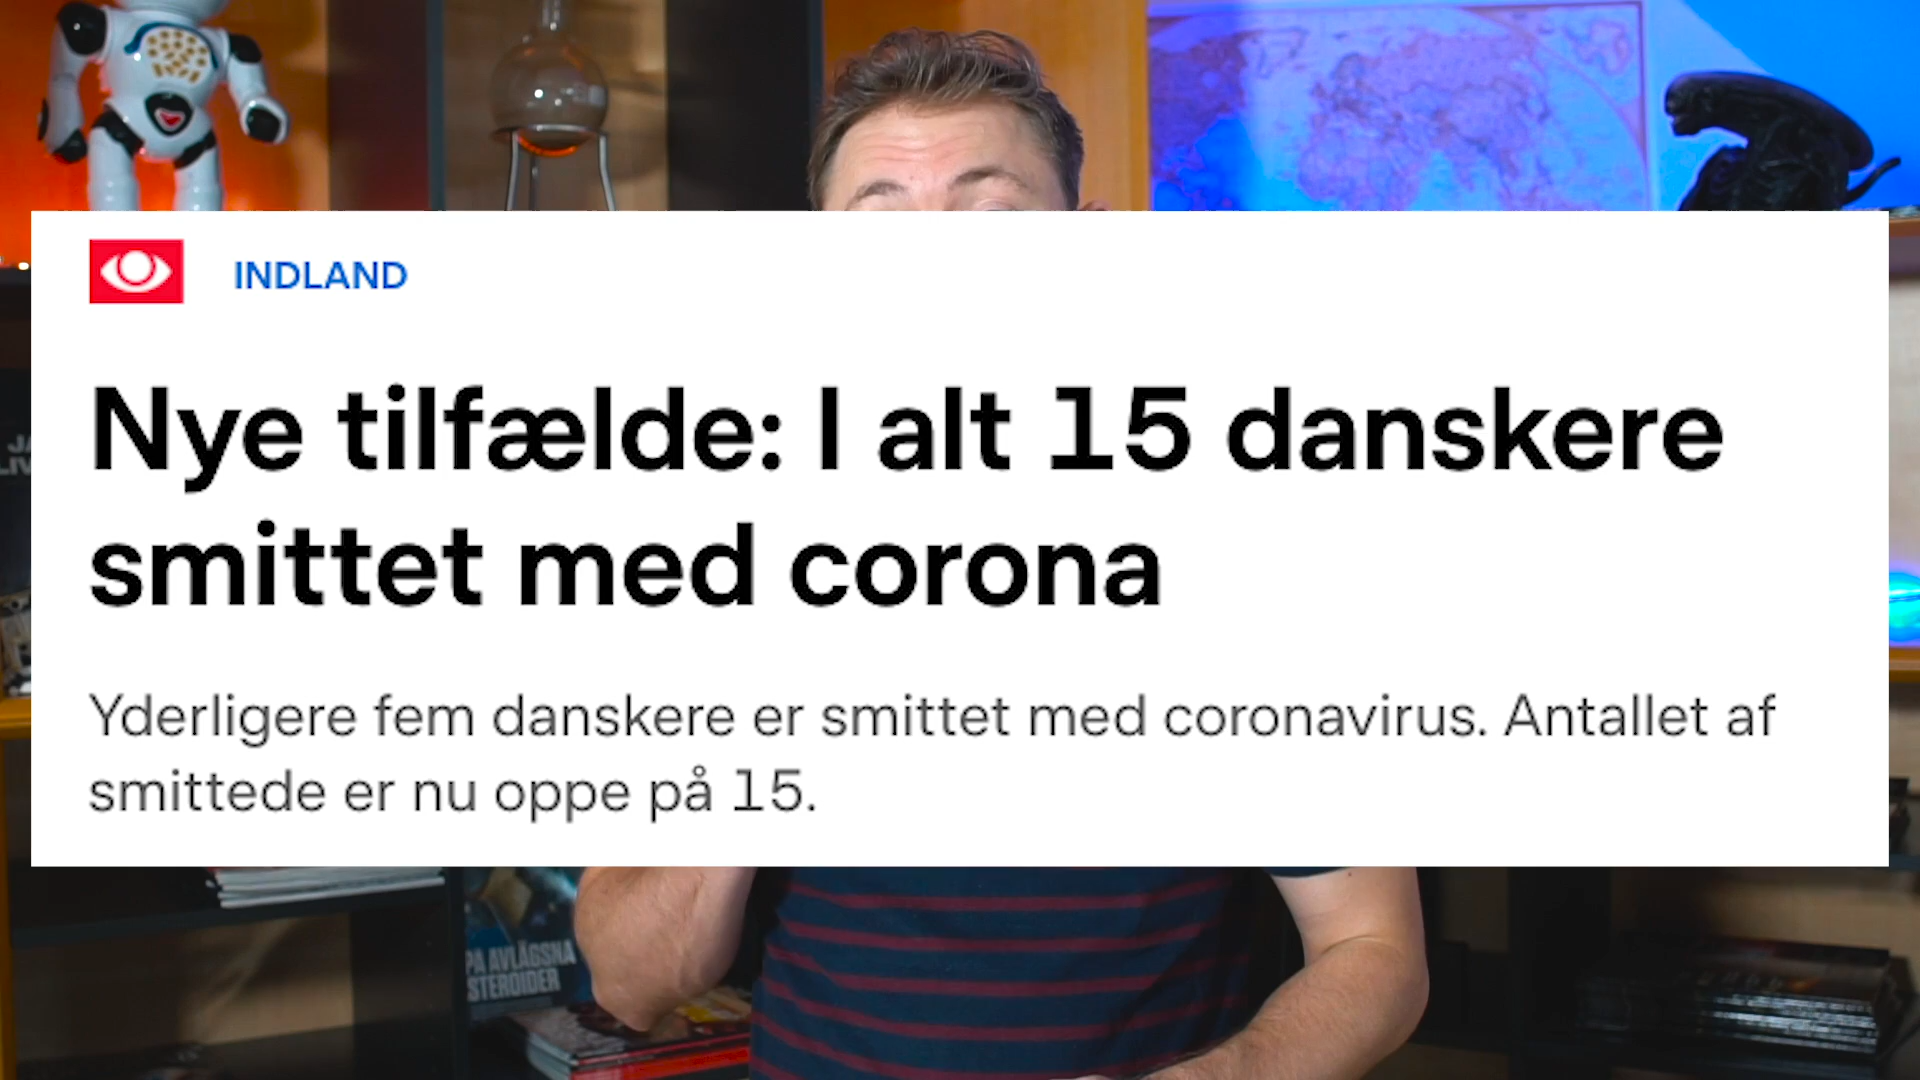 INDLAND
Nye tilfælde: I alt 15 danskere
smittet med corona
Yderligere fem danskere er smittet med coronavirus. Antallet af
smittede er nu oppe på 15.
PÅ AVLÄGSNA
STEROIDER